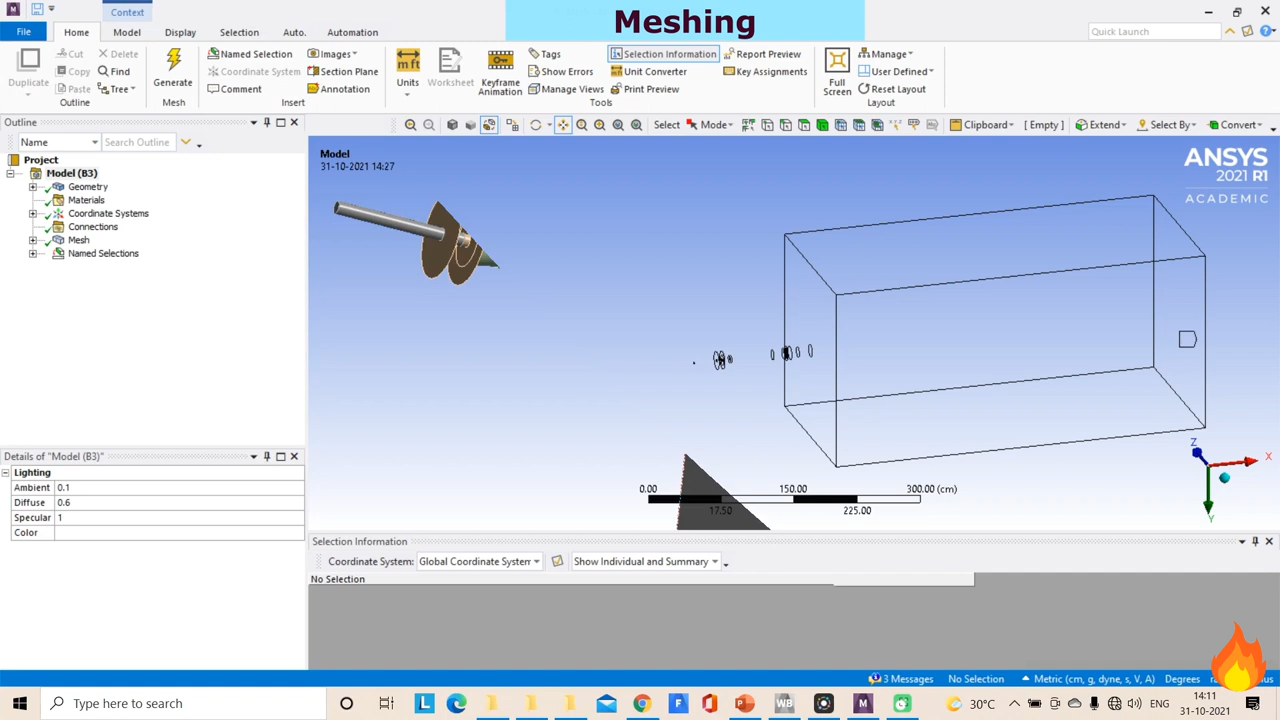 Meshing
Context
File
Home
Model
Display
Selection
Auto.
Automation
Quick Launch
Duplicate
Cut
Copy
Paste
Delete
Find
Tree
Outline
Generate
Mesh
Named Selection
Coordinate System
Comment
Images
Section Plane
Annotation
Insert
mft
Units
Worksheet
Keyframe
Animation
Tags
Show Errors
Manage Views
Selection Information
Unit Converter
Print Preview
Report Preview
Key Assignments
Tools
Full
Screen
Manage
User Defined
Reset Layout
Layout
Outline
Select
Mode
Clipboard
[ Empty ]
Extend
Select By
Convert
Name
Search Outline
Project
Model (B3)
Geometry
Materials
Coordinate Systems
Connections
Mesh
Named Selections
Model
31-10-2021 14:27
ANSYS
2021 R1
ACADEMIC
Z
X
Y
0.00
150.00
300.00 (cm)
17.50
225.00
Details of "Model (B3)"
Lighting
Ambient 0.1
Diffuse 0.6
Specular 1
Color
Selection Information
Coordinate System:
Global Coordinate System
Show Individual and Summary
No Selection
3 Messages
No Selection
Metric (cm, g, dyne, s, V, A)
Degrees
Type here to search
L
F
WB
30°C
14:11
31-10-2021